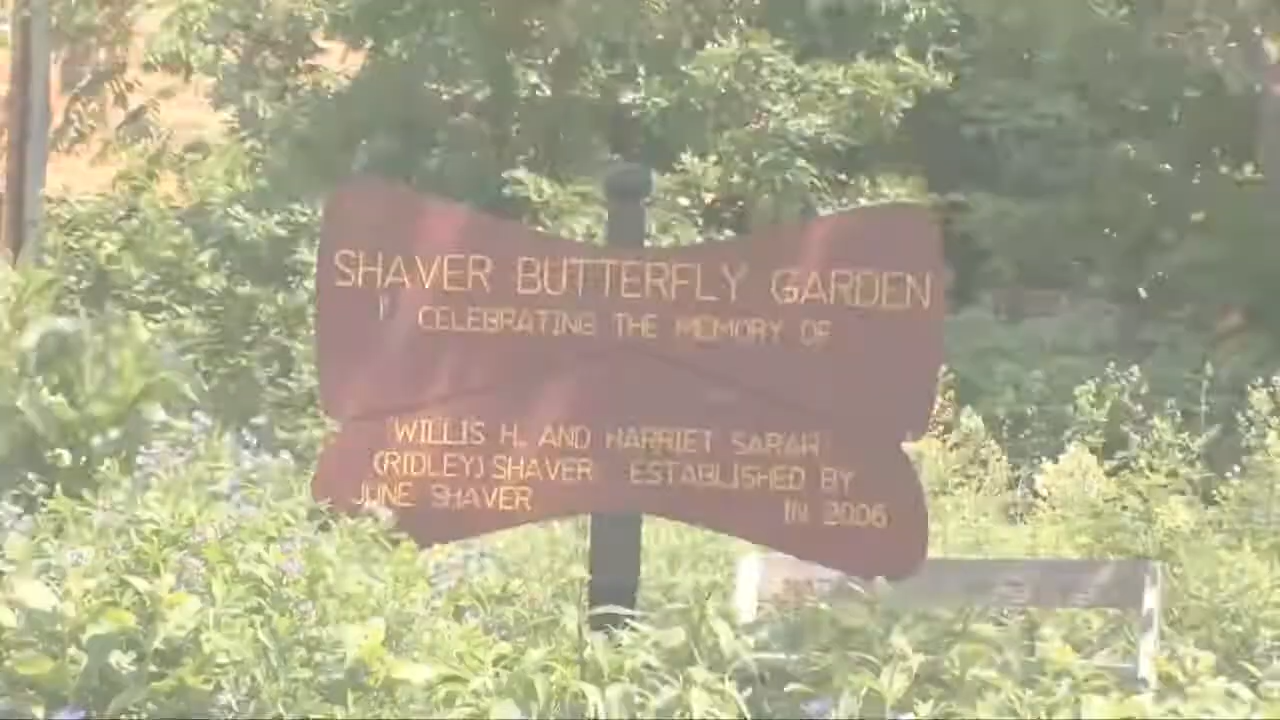 SHAVER BUTTERFLY GARDEN
CELEBRATING THE MEMORY OF
WILLIS H. AND HARRIET SARAH
(RIDLEY) SHAVER ESTABLISHED BY
JUNE SHAVER IN 2006